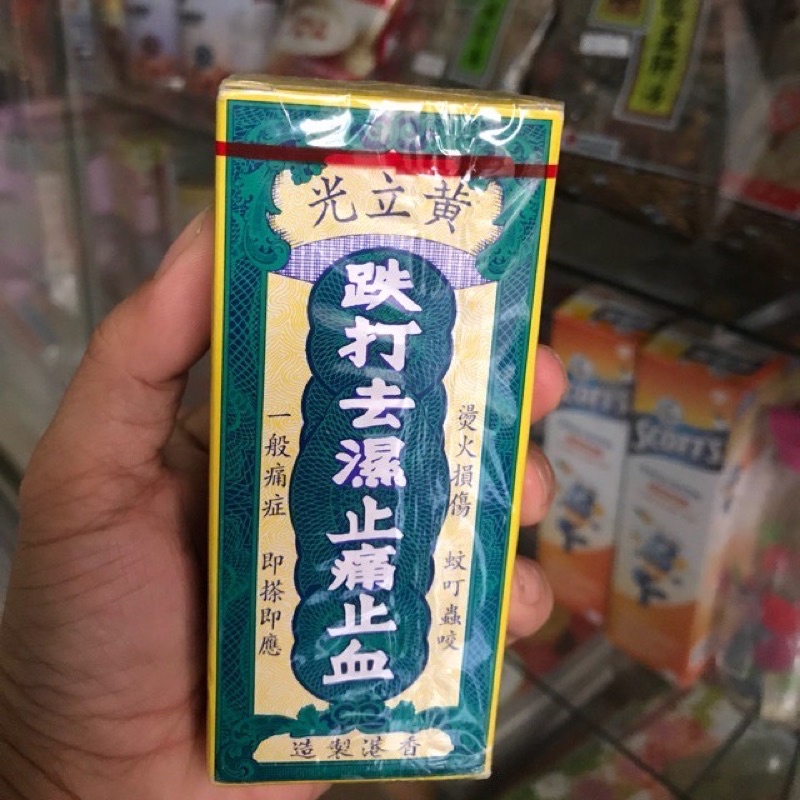 黃立光
跌打去濕止痛止血
燙火損傷 蚊叮蟲咬
一般痛症 即搽即應
香港製造
Scott's
Scott's